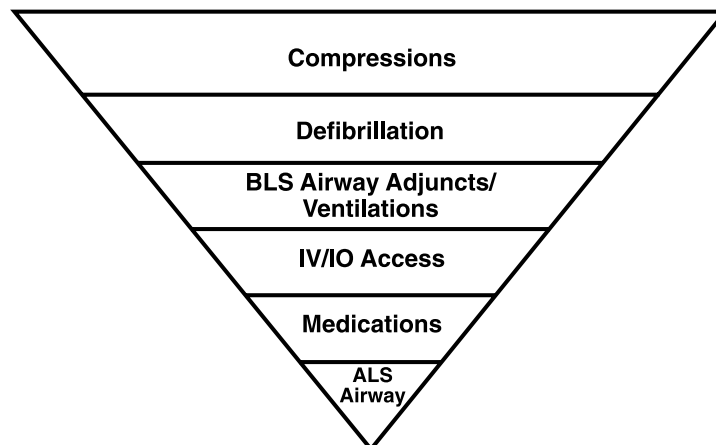 Compressions
Defibrillation
BLS Airway Adjuncts/
Ventilations
IV/IO Access
Medications
ALS
Airway